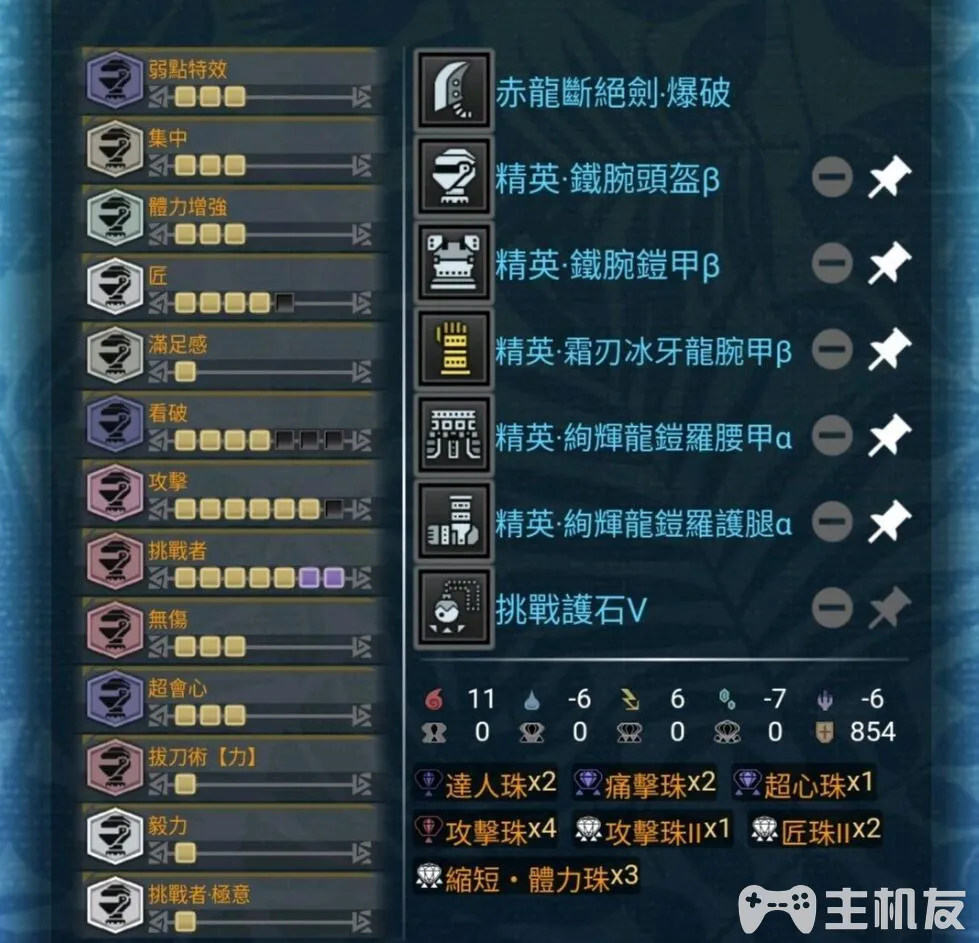 弱點特效
集中
體力增強
匠
滿足感
看破
攻擊
挑戰者
無傷
超會心
拔刀術【力】
毅力
挑戰者·極意
赤龍斷絕劍·爆破
精英·鐵腕頭盔β
精英·鐵腕鎧甲β
精英·霜刃冰牙龍腕甲β
精英·絢輝龍鎧羅腰甲α
精英·絢輝龍鎧羅護腿α
挑戰護石V
11 -6 6 -7 -6
0 0 0 0 854
達人珠x2 痛擊珠x2 超心珠x1
攻擊珠x4 攻擊珠II x1 匠珠II x2
縮短・體力珠x3
主机友